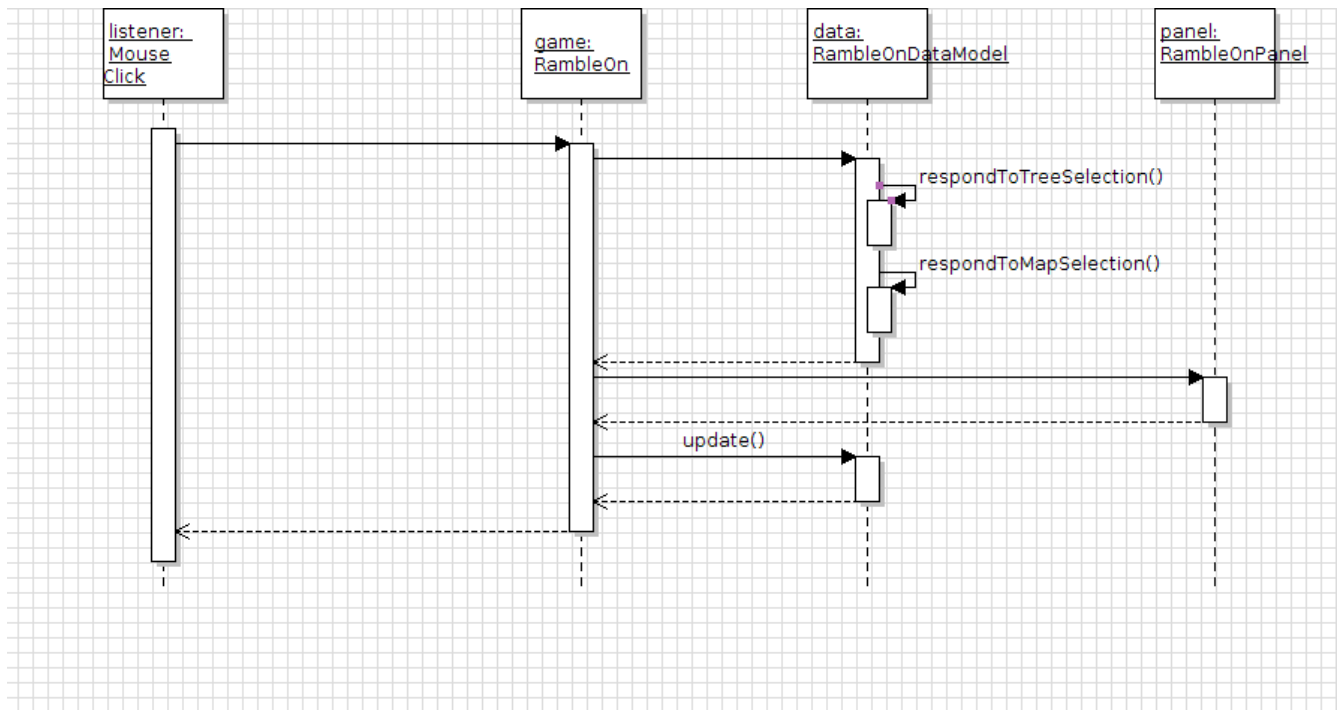 listener:
Mouse
Click
game:
RambleOn
data:
RambleOnDataModel
panel:
RambleOnPanel
respondToTreeSelection()
respondToMapSelection()
update()